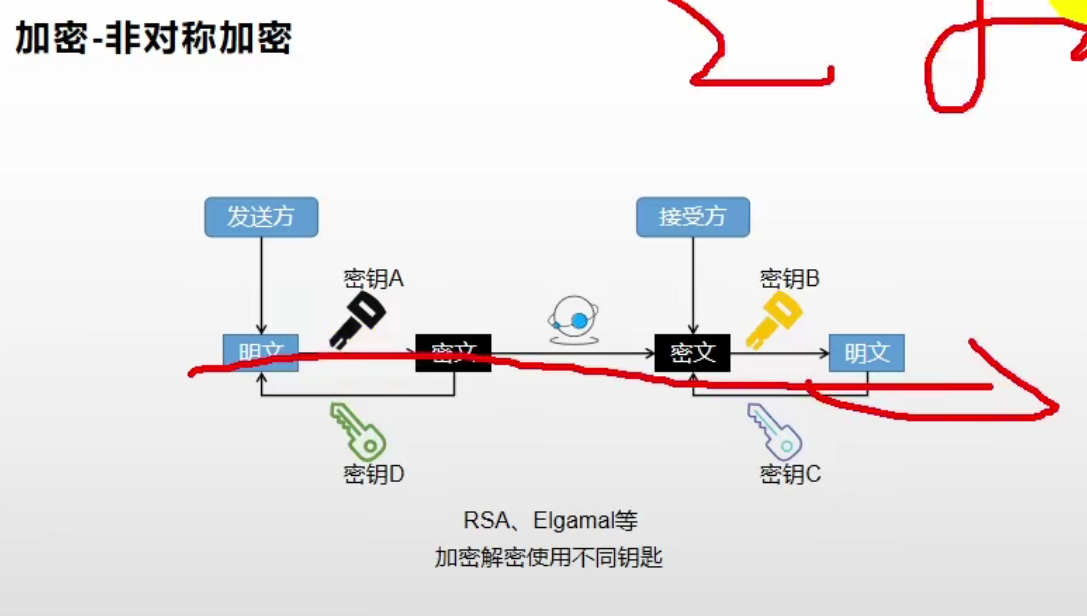 加密-非对称加密
发送方
接受方
密钥A
密钥B
明文
密文
密文
明文
密钥D
密钥C
RSA、Elgamal等
加密解密使用不同钥匙